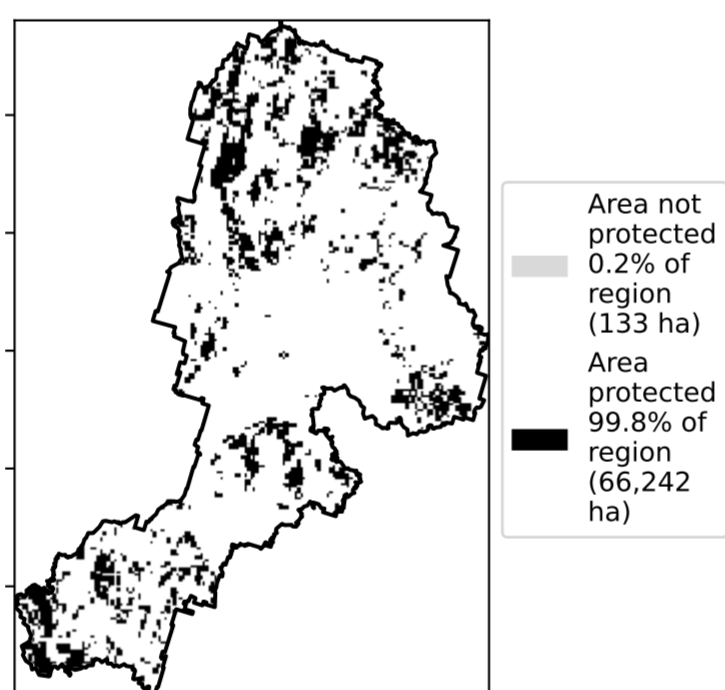 Area not
protected
0.2% of
region
(133 ha)
Area
protected
99.8% of
region
(66,242
ha)